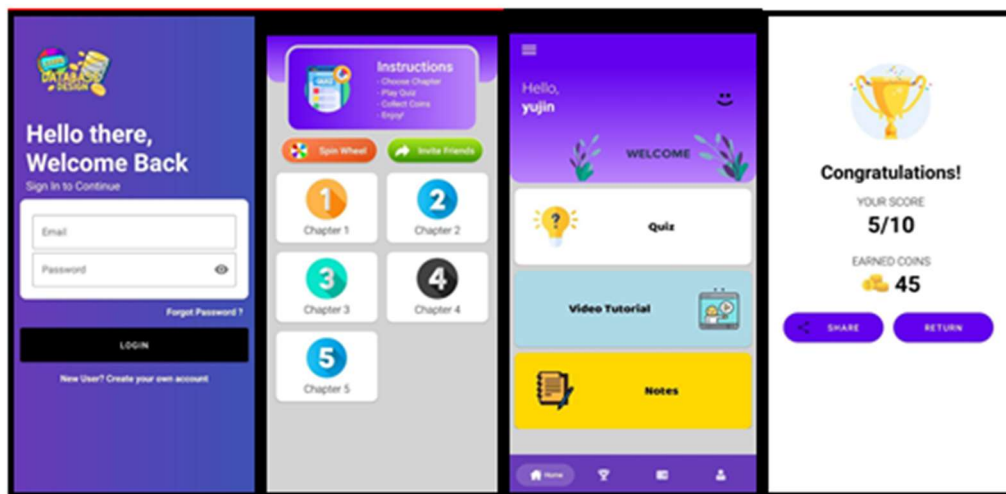 DATABASE
DESIGN
Hello there,
Welcome Back
Sign In to Continue
Email
Password
Forgot Password ?
LOGIN
New User? Create your own account
QUIZ
Instructions
- Choose Chapter
- Play Quiz
- Collect Coins
- Enjoy!
Spin Wheel
Invite Friends
1
Chapter 1
2
Chapter 2
3
Chapter 3
4
Chapter 4
5
Chapter 5
Hello,
yujin
WELCOME
?
Quiz
Video Tutorial
Notes
Home
Congratulations!
YOUR SCORE
5/10
EARNED COINS
45
SHARE
RETURN